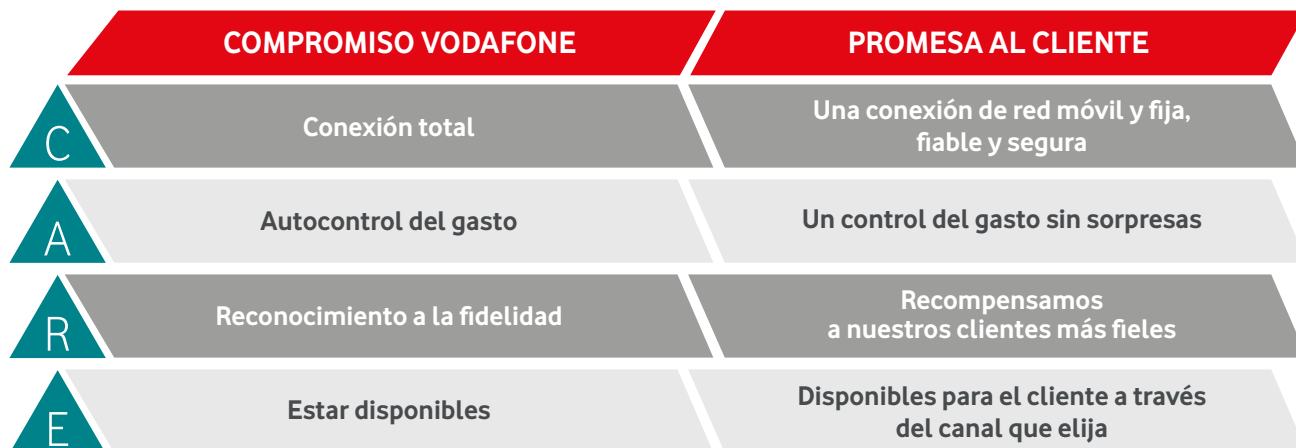 COMPROMISO VODAFONE
PROMESA AL CLIENTE
C
Conexión total
Una conexión de red móvil y fija,
fiable y segura
A
Autocontrol del gasto
Un control del gasto sin sorpresas
R
Reconocimiento a la fidelidad
Recompensamos
a nuestros clientes más fieles
E
Estar disponibles
Disponibles para el cliente a través
del canal que elija